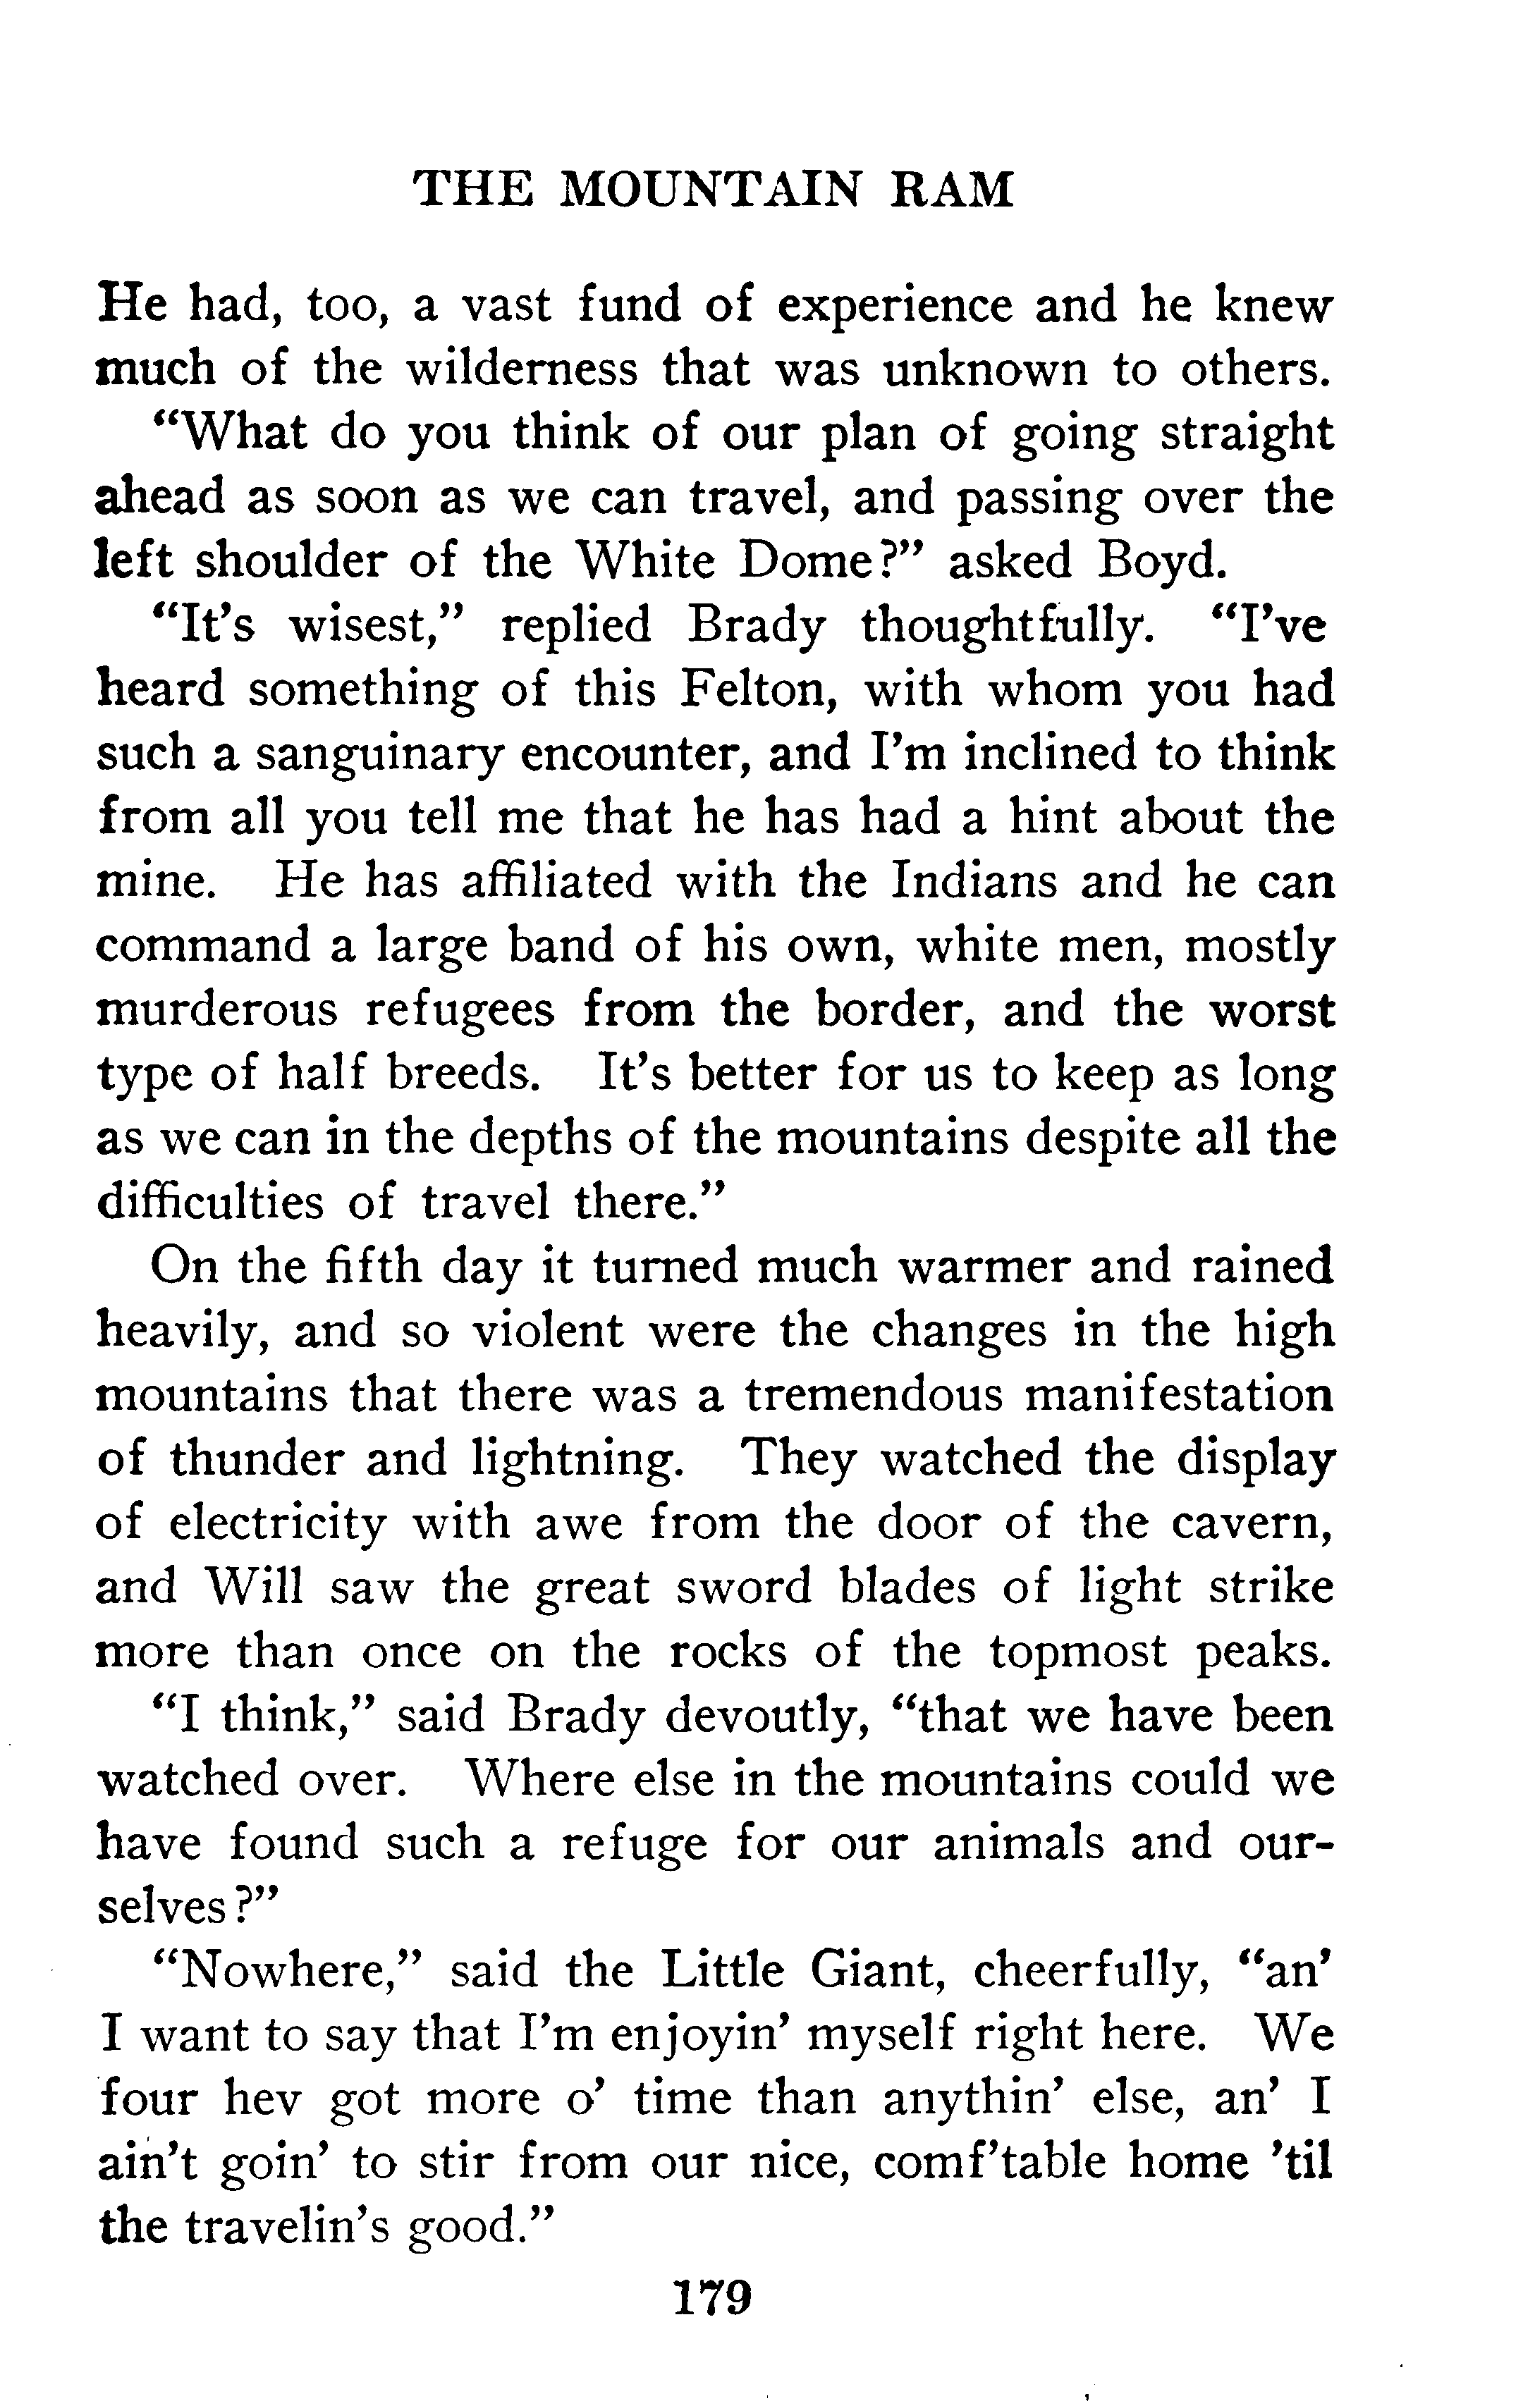 THE MOUNTAIN RAM
He had, too, a vast fund of experience and he knew
much of the wilderness that was unknown to others.
“What do you think of our plan of going straight
ahead as soon as we can travel, and passing over the
left shoulder of the White Dome?” asked Boyd.
“It’s wisest,” replied Brady thoughtfully. “I’ve
heard something of this Felton, with whom you had
such a sanguinary encounter, and I’m inclined to think
from all you tell me that he has had a hint about the
mine. He has affiliated with the Indians and he can
command a large band of his own, white men, mostly
murderous refugees from the border, and the worst
type of half breeds. It’s better for us to keep as long
as we can in the depths of the mountains despite all the
difficulties of travel there.”
On the fifth day it turned much warmer and rained
heavily, and so violent were the changes in the high
mountains that there was a tremendous manifestation
of thunder and lightning. They watched the display
of electricity with awe from the door of the cavern,
and Will saw the great sword blades of light strike
more than once on the rocks of the topmost peaks.
“I think,” said Brady devoutly, “that we have been
watched over. Where else in the mountains could we
have found such a refuge for our animals and our-
selves?”
“Nowhere,” said the Little Giant, cheerfully, “an’
I want to say that I’m enjoyin’ myself right here. We
four hev got more o’ time than anythin’ else, an’ I
ain’t goin’ to stir from our nice, comf’table home ’til
the travelin’s good.”
179